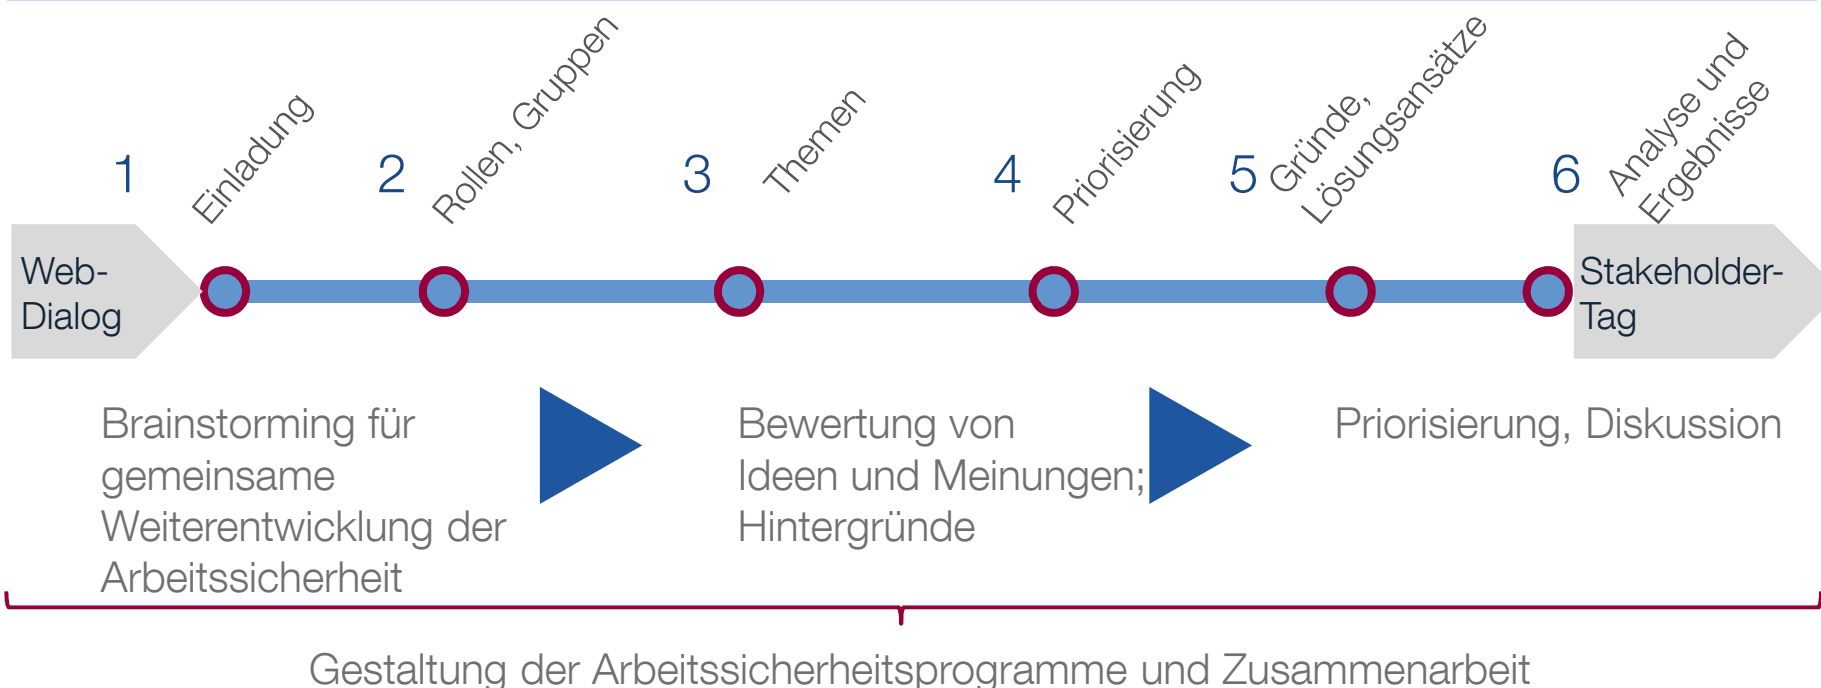 1
Einladung
2
Rollen, Gruppen
3
Themen
4
Priorisierung
5
Gründe,
Lösungsansätze
6
Analyse und
Ergebnisse
Web-
Dialog
Stakeholder-
Tag
Brainstorming für
gemeinsame
Weiterentwicklung der
Arbeitssicherheit
Bewertung von
Ideen und Meinungen;
Hintergründe
Priorisierung, Diskussion
Gestaltung der Arbeitssicherheitsprogramme und Zusammenarbeit